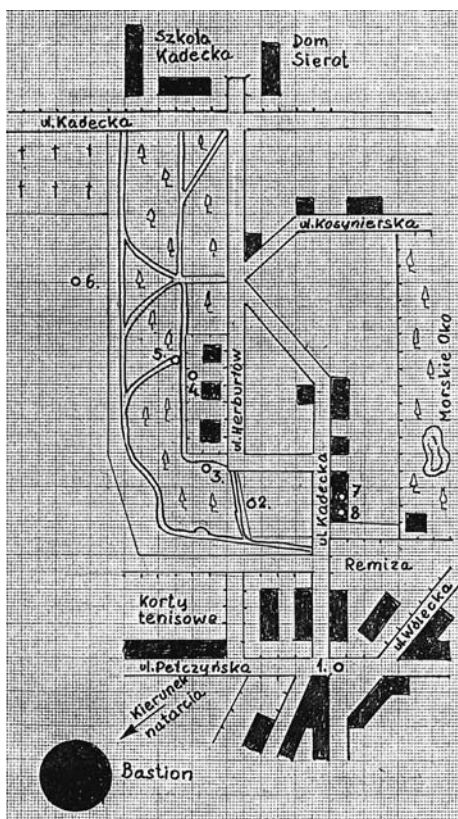 Szkoła
Kadecka
Dom
Sierot
ul.Kadecka
ul.Kosynierska
6.
Morskie Oko
5.
4.
ul.Herburtów
3.
2.
ul.Kadecka
7
8
Remiza
Korty
tenisowe
ul.Wólecka
ul.Pełczyńska
1.
Kierunek
natarcia
Bastion